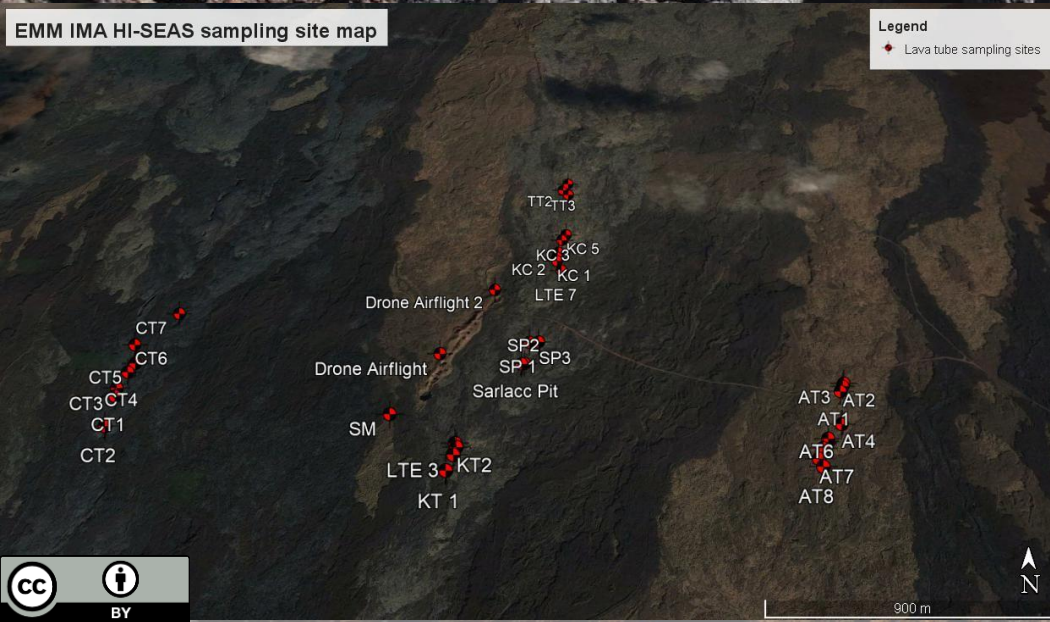 EMM IMA HI-SEAS sampling site map
Legend
Lava tube sampling sites
TT2
TT3
KC 5
KC 3
KC 2
KC 1
LTE 7
Drone Airflight 2
CT7
SP2
SP3
CT6
SP 1
Drone Airflight
CT5
Sarlacc Pit
AT3
AT2
CT3
CT4
AT1
CT1
SM
AT4
CT2
AT6
KT2
LTE 3
AT7
AT8
KT 1
N
900 m
cc
BY